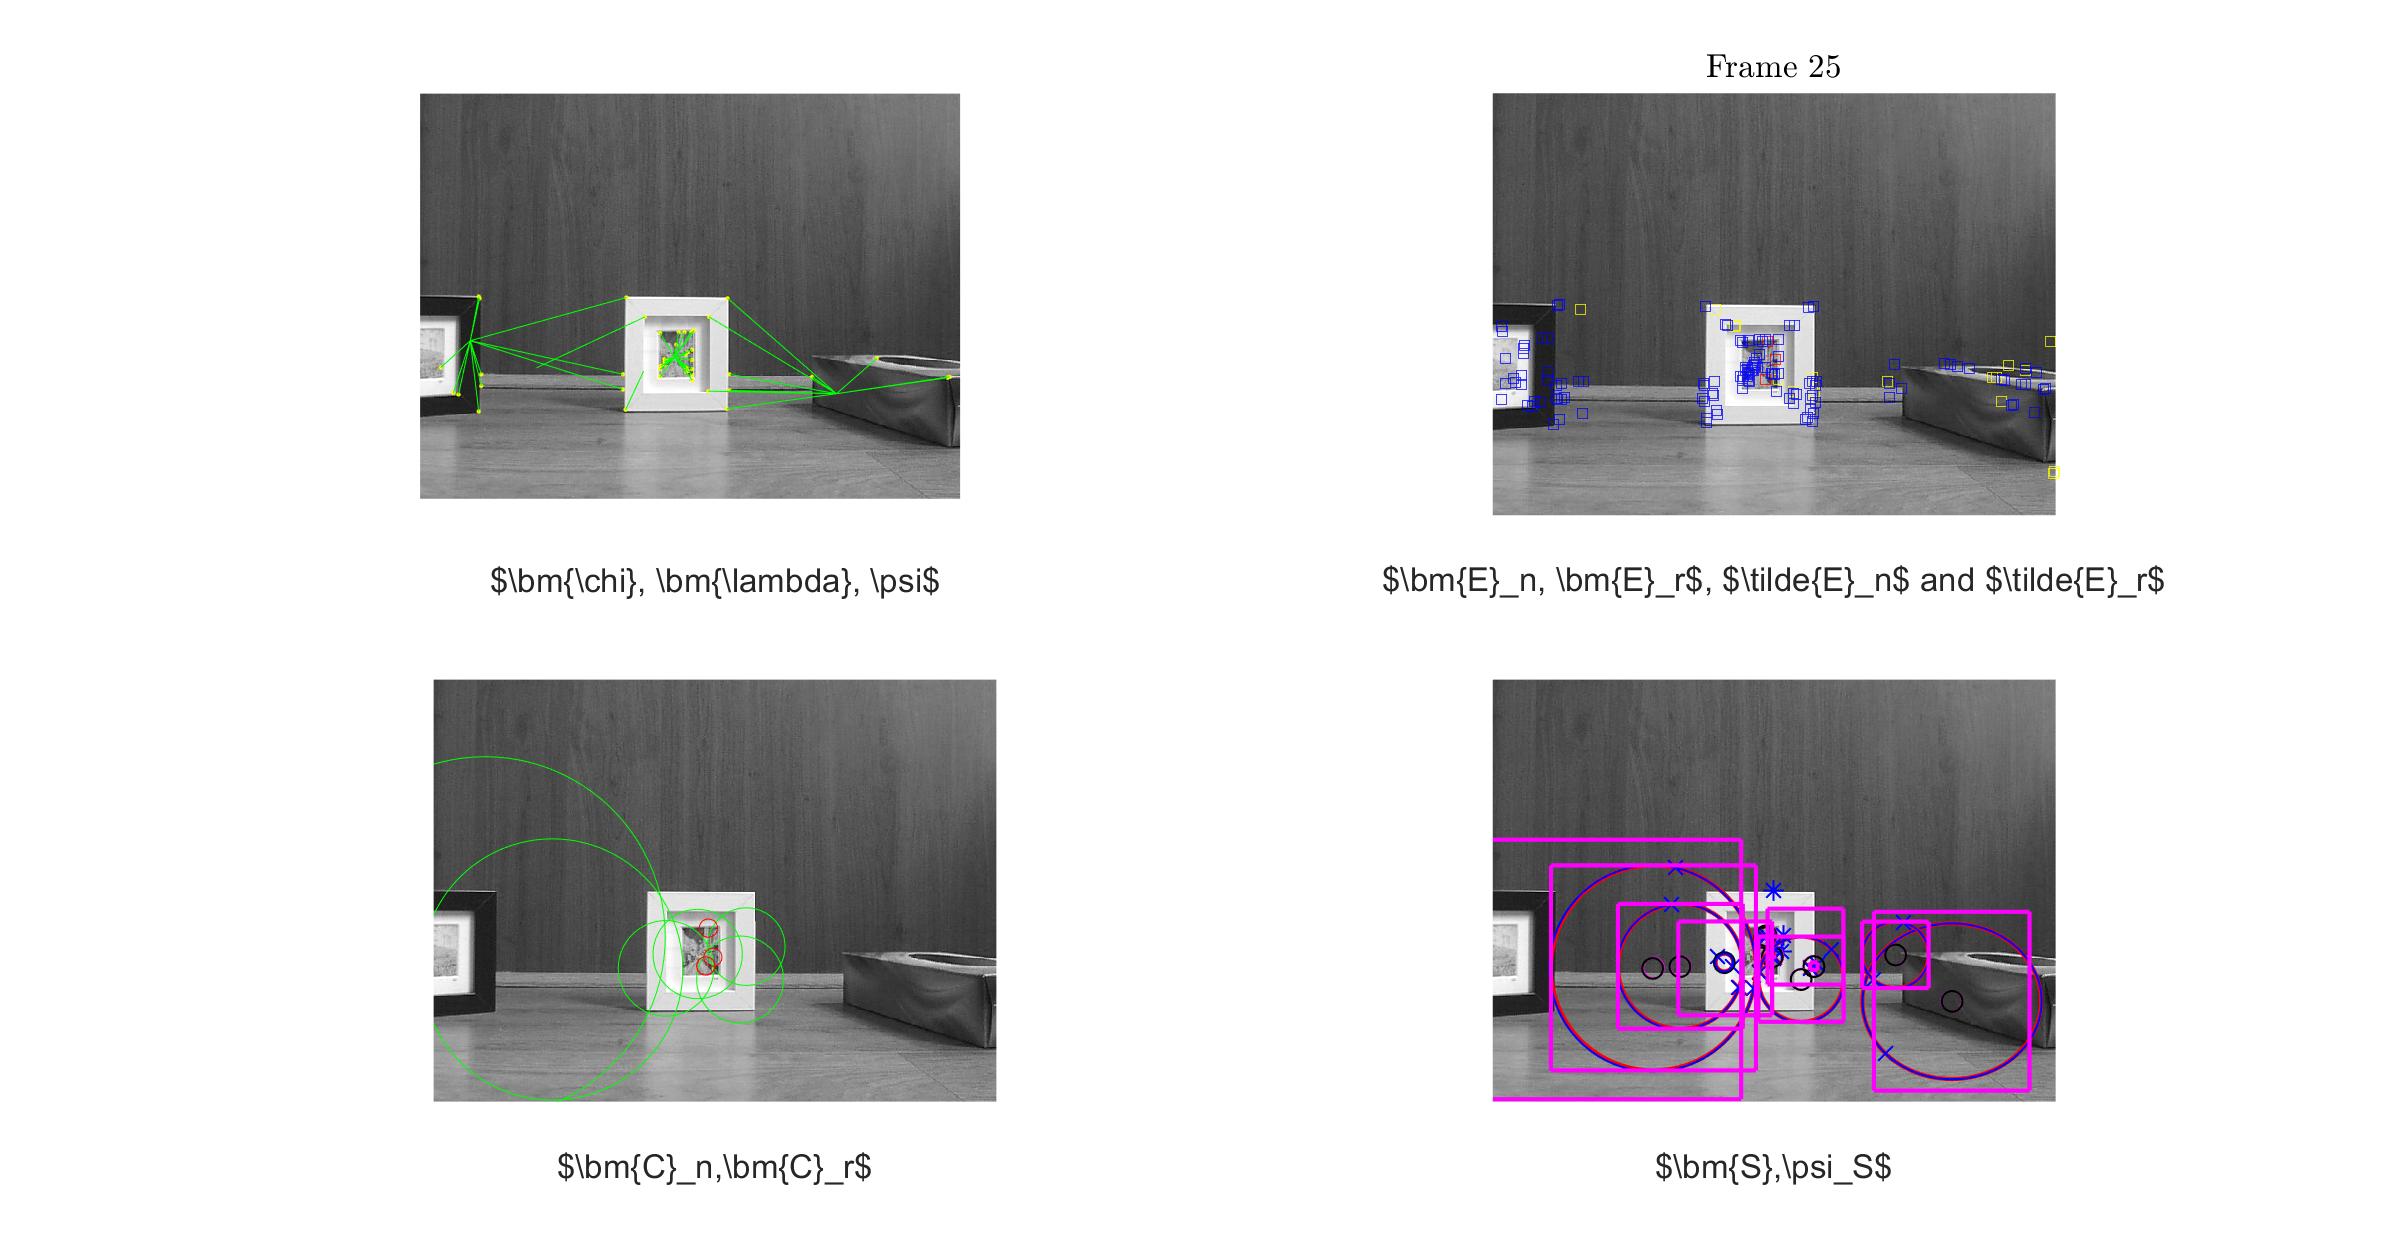 Frame 25
$\bm{\chi}, \bm{\lambda}, \psi$
$\bm{E}_n, \bm{E}_r$, $\tilde{E}_n$ and $\tilde{E}_r$
$\bm{C}_n,\bm{C}_r$
$\bm{S},\psi_S$